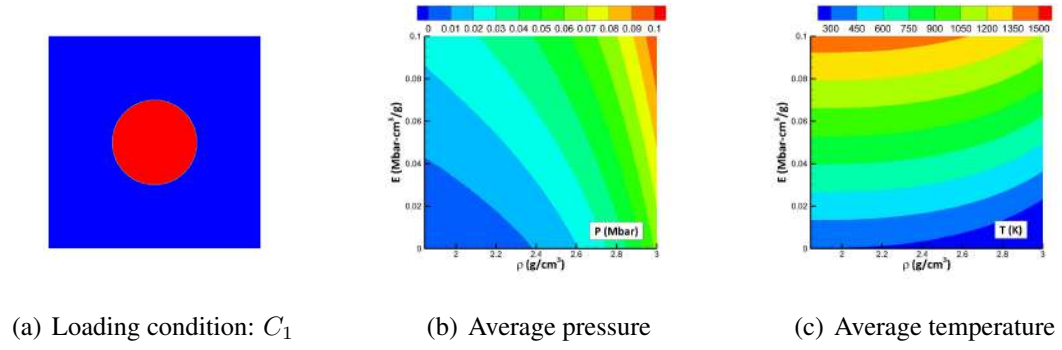 0 0.01 0.02 0.03 0.04 0.05 0.06 0.07 0.08 0.09 0.1
300 450 600 750 900 1050 1350 1500
0.1
0.08
0.06
0.04
0.02
0
E (Mbar-cm³/g)
P (Mbar)
2 2.2 2.4 2.6 2.8 3
ρ (g/cm³)
0.1
0.08
0.06
0.04
0.02
0
E (Mbar-cm³/g)
T (K)
2 2.2 2.4 2.6 2.8 3
ρ (g/cm³)
(a) Loading condition: C₁
(b) Average pressure
(c) Average temperature